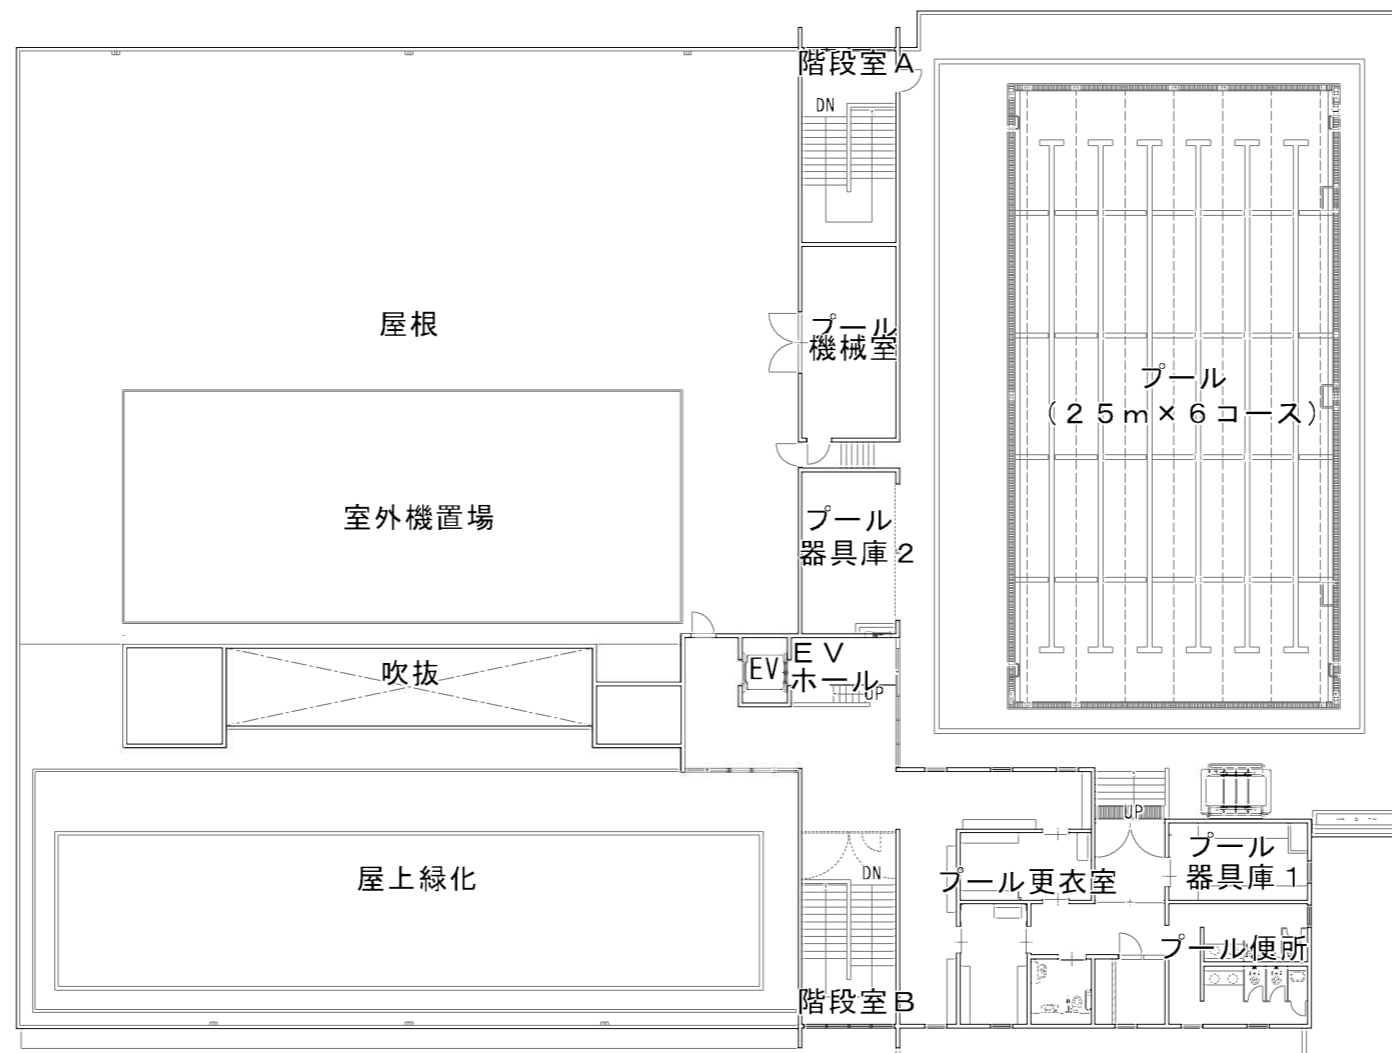 階段室A
DN
屋根
プール
機械室
プール
(25m×6コース)
室外機置場
プール
器具庫2
吹抜
EV
EV
ホール
UP
UP
プール
器具庫1
屋上緑化
DN
プール更衣室
プール便所
階段室B